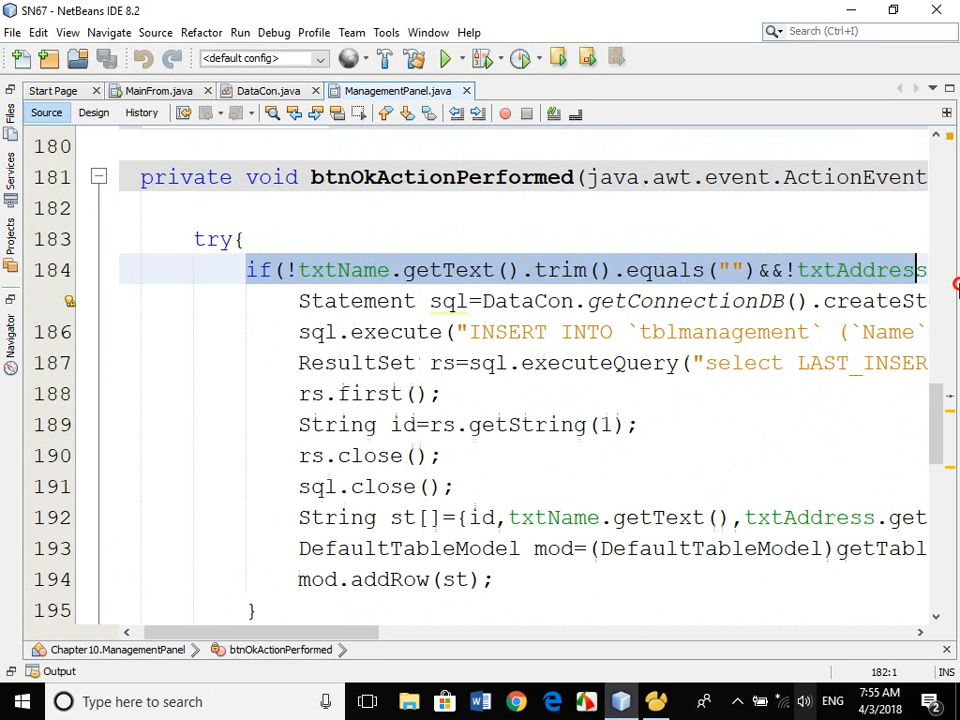 SN67 - NetBeans IDE 8.2
File Edit View Navigate Source Refactor Run Debug Profile Team Tools Window Help
Search (Ctrl+I)
<default config>
Start Page MainFrom.java DataCon.java ManagementPanel.java
Source Design History
Files
Services
Projects
Navigator
180
181 private void btnOkActionPerformed(java.awt.event.ActionEvent
182
183 try{
184 if(!txtName.getText().trim().equals("")&&!txtAddress
Statement sql=DataCon.getConnectionDB().createSt
186 sql.execute("INSERT INTO `tblmanagement` (`Name`
187 ResultSet rs=sql.executeQuery("select LAST_INSER
188 rs.first();
189 String id=rs.getString(1);
190 rs.close();
191 sql.close();
192 String st[]={id,txtName.getText(),txtAddress.get
193 DefaultTableModel mod=(DefaultTableModel)getTabl
194 mod.addRow(st);
195 }
Chapter10.ManagementPanel btnOkActionPerformed
Output
182:1 INS
Type here to search
ENG
7:55 AM
4/3/2018
2